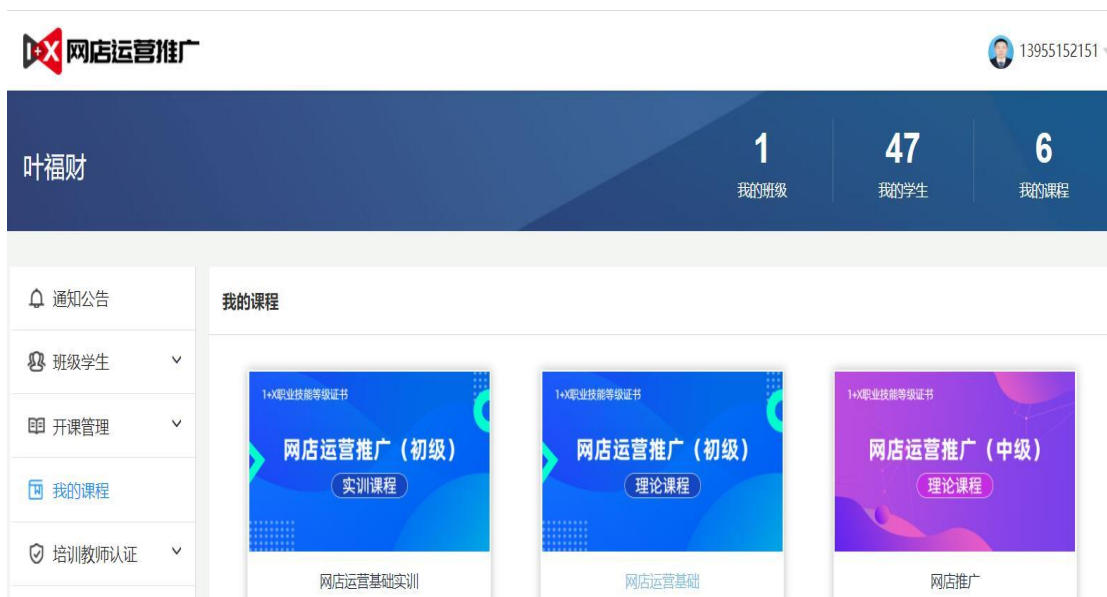 1+X 网店运营推广
13955152151
叶福财
1
我的班级
47
我的学生
6
我的课程
通知公告
班级学生
开课管理
我的课程
培训教师认证
我的课程
1+X职业技能等级证书
网店运营推广（初级）
实训课程
网店运营基础实训
1+X职业技能等级证书
网店运营推广（初级）
理论课程
网店运营基础
1+X职业技能等级证书
网店运营推广（中级）
理论课程
网店推广